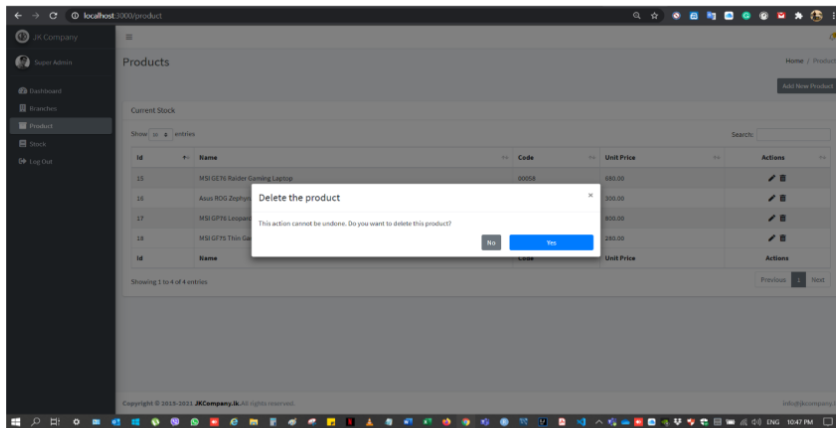 localhost:3000/product
JK Company
Super Admin
Products
Home / Product
Dashboard
Add New Product
Branches
Current Stock
Product
Show 10 entries
Search:
Stock
Id Name Code Unit Price Actions
Log Out
15 MSI GE76 Raider Gaming Laptop 00058 680.00
16 Asus ROG Zephyr 300.00
Delete the product ×
17 MSI GP76 Leopard 800.00
This action cannot be undone. Do you want to delete this product?
18 MSI GF75 Thin Ga 280.00
No Yes
Id Name Code Unit Price Actions
Showing 1 to 4 of 4 entries
Previous 1 Next
Copyright © 2019-2021 JKCompany.lk. All rights reserved.
info@jkcompany.l
ENG 10:47 PM